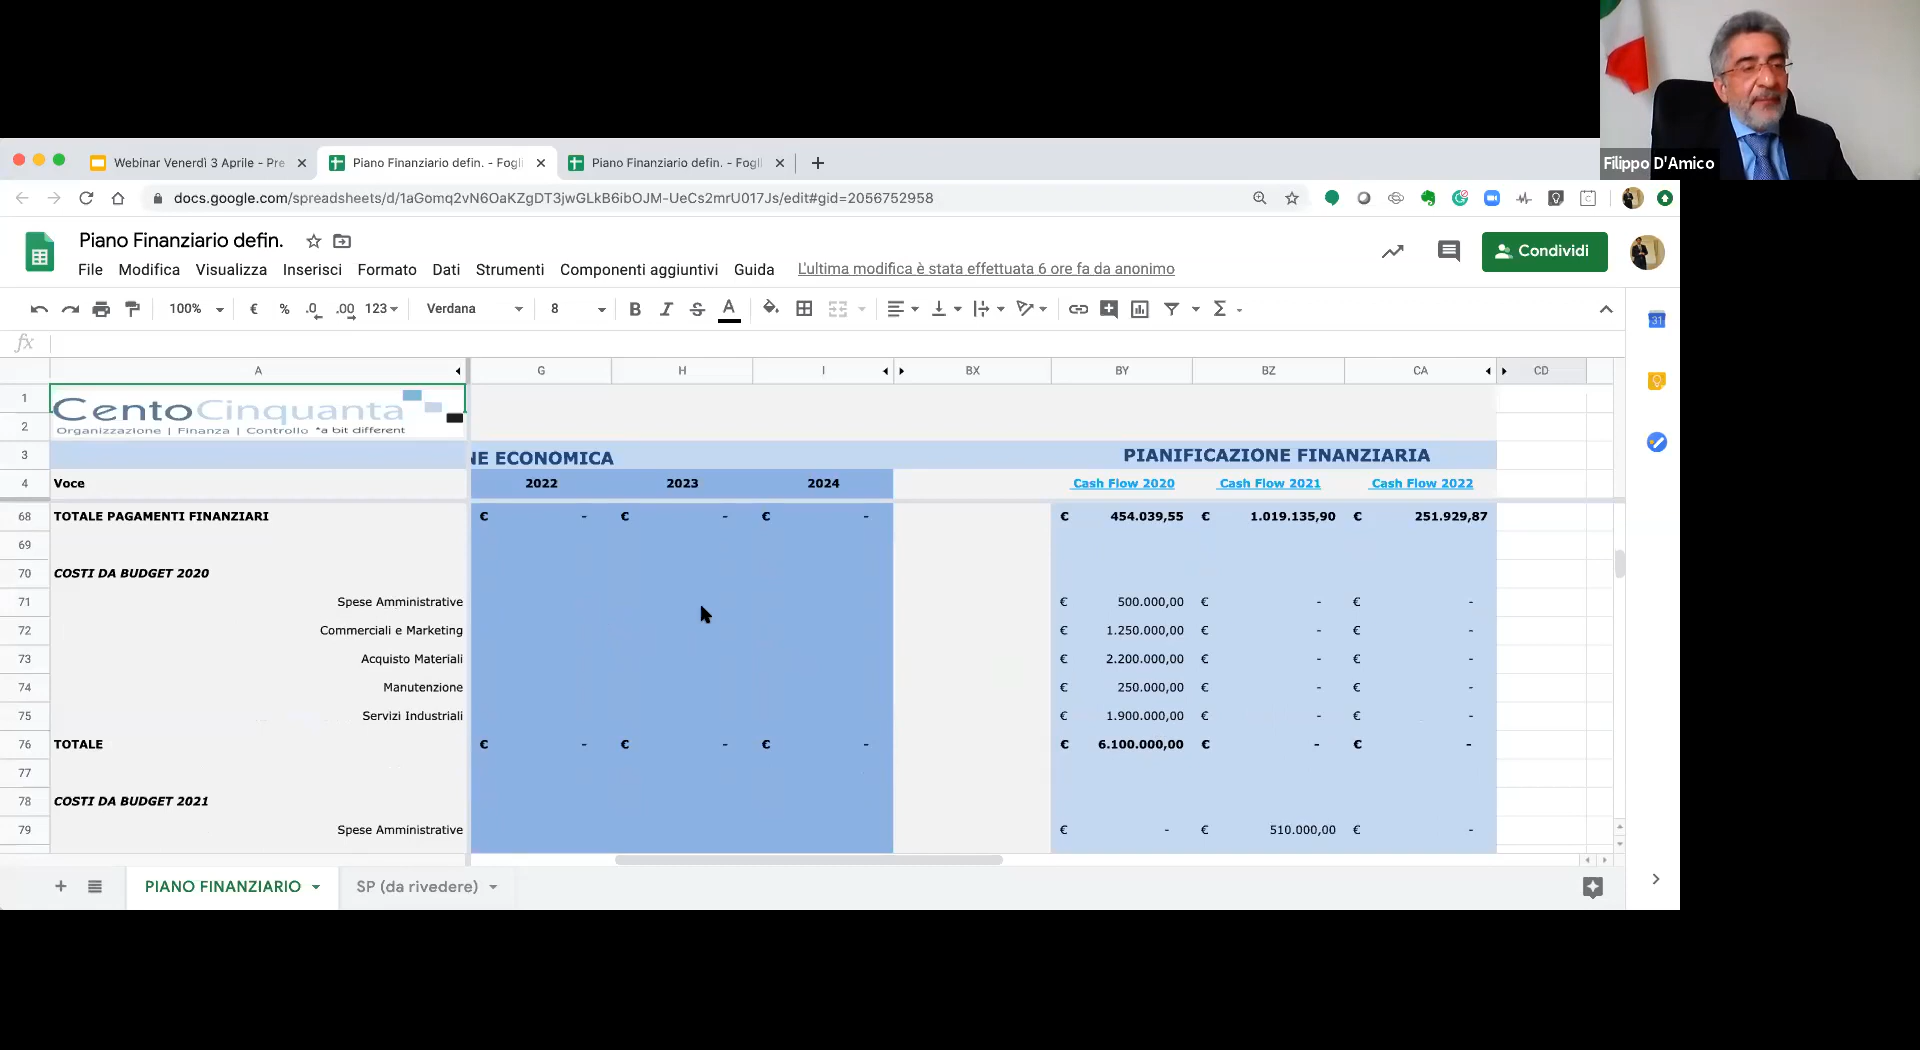 Filippo D'Amico
Webinar Venerdì 3 Aprile - Pre
Piano Finanziario defin. - Fogli
Piano Finanziario defin. - Fogli
docs.google.com/spreadsheets/d/1aGomq2vN6OaKZgDT3jwGLkB6ibOJM-UeCs2mrU017Js/edit#gid=2056752958
Piano Finanziario defin.
Condividi
File Modifica Visualizza Inserisci Formato Dati Strumenti Componenti aggiuntivi Guida L'ultima modifica è stata effettuata 6 ore fa da anonimo
100% € % .0 .00 123 Verdana 8 B I S A Σ
fx
A G H I BX BY BZ CA CD
1
CentoCinquanta
2
Organizzazione | Finanza | Controllo *a bit different
3 NE ECONOMICA PIANIFICAZIONE FINANZIARIA
4 Voce 2022 2023 2024 Cash Flow 2020 Cash Flow 2021 Cash Flow 2022
68 TOTALE PAGAMENTI FINANZIARI € - € - € - € 454.039,55 € 1.019.135,90 € 251.929,87
69
70 COSTI DA BUDGET 2020
71 Spese Amministrative € 500.000,00 € - € -
72 Commerciali e Marketing € 1.250.000,00 € - € -
73 Acquisto Materiali € 2.200.000,00 € - € -
74 Manutenzione € 250.000,00 € - € -
75 Servizi Industriali € 1.900.000,00 € - € -
76 TOTALE € - € - € - € 6.100.000,00 € - € -
77
78 COSTI DA BUDGET 2021
79 Spese Amministrative € - € 510.000,00 € -
PIANO FINANZIARIO SP (da rivedere)
31